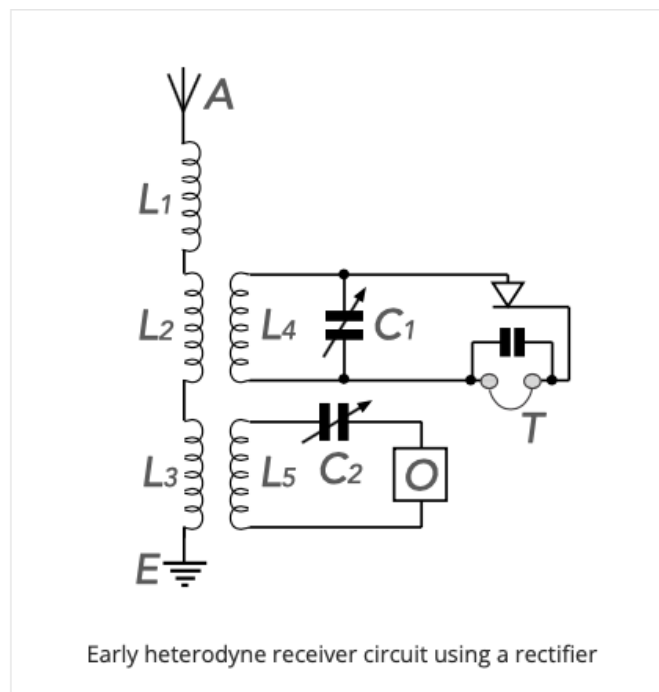 A
L1
L2
L4
C1
T
L3
L5
C2
O
E
Early heterodyne receiver circuit using a rectifier